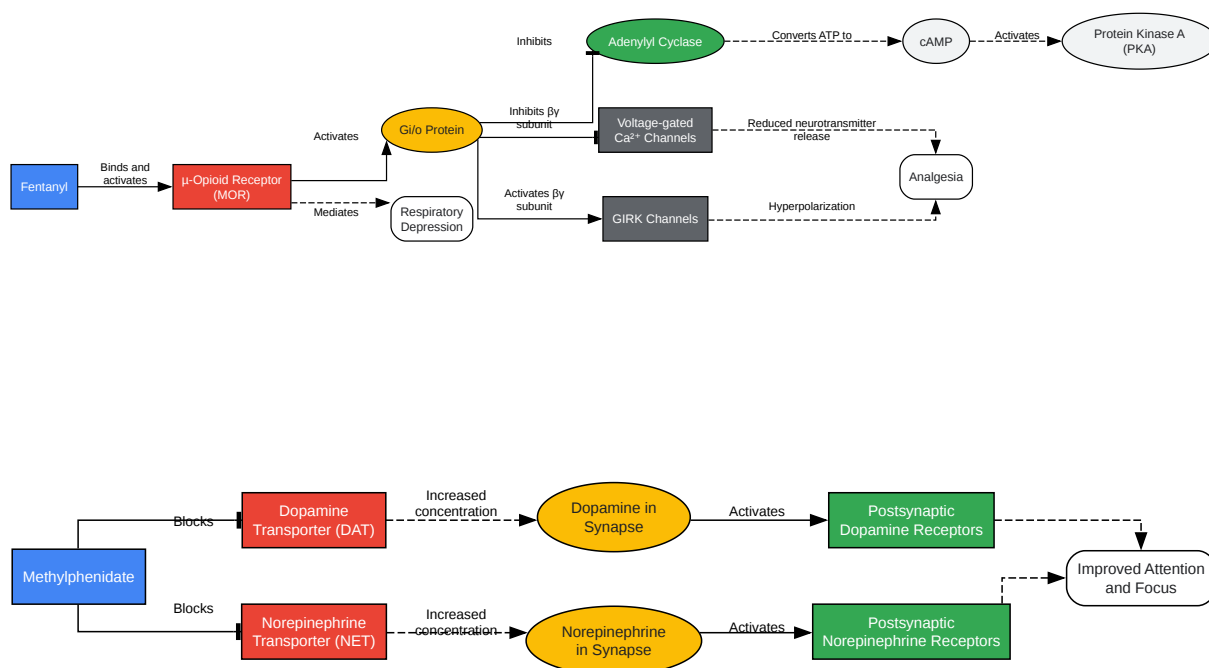 Inhibits
Adenylyl Cyclase
Converts ATP to
cAMP
Activates
Protein Kinase A
(PKA)
Activates
Gi/o Protein
Inhibits βγ
subunit
Voltage-gated
Ca²⁺ Channels
Reduced neurotransmitter
release
Analgesia
Fentanyl
Binds and
activates
μ-Opioid Receptor
(MOR)
Mediates
Respiratory
Depression
Activates βγ
subunit
GIRK Channels
Hyperpolarization
Methylphenidate
Blocks
Dopamine
Transporter (DAT)
Increased
concentration
Dopamine in
Synapse
Activates
Postsynaptic
Dopamine Receptors
Improved Attention
and Focus
Blocks
Norepinephrine
Transporter (NET)
Increased
concentration
Norepinephrine
in Synapse
Activates
Postsynaptic
Norepinephrine Receptors